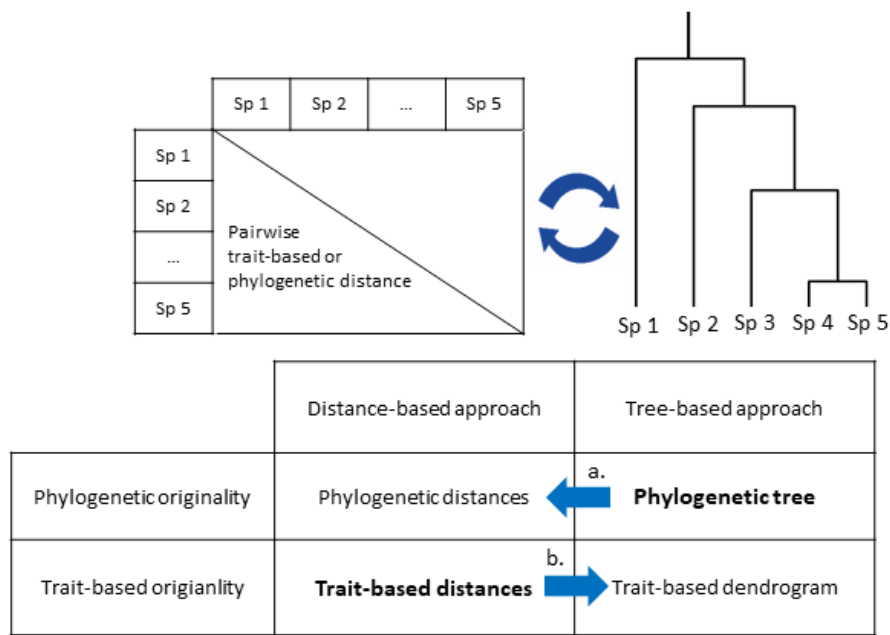 Sp 1 Sp 2 ... Sp 5
Sp 1
Sp 2
...
Sp 5
Pairwise
trait-based or
phylogenetic distance
Sp 1 Sp 2 Sp 3 Sp 4 Sp 5
Distance-based approach Tree-based approach
Phylogenetic originality Phylogenetic distances a. Phylogenetic tree
Trait-based origianlity Trait-based distances b. Trait-based dendrogram